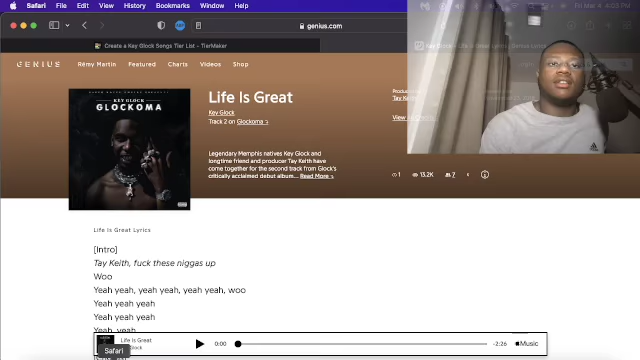 Safari File Edit View History Bookmarks Window Help
genius.com
Create a Key Glock Songs Tier List - TierMaker
GENIUS Rémy Martin Featured Charts Videos Shop
KEY GLOCK
GLOCKOMA
Life Is Great
Key Glock
Track 2 on Glockoma
Tay Keith
Legendary Memphis natives Key Glock and
longtime friend and producer Tay Keith have
come together for the second track from Glock's
critically acclaimed debut album... Read More
1 13.2K 7
Life Is Great Lyrics
[Intro]
Tay Keith, fuck these niggas up
Woo
Yeah yeah, yeah yeah, yeah yeah, woo
Yeah yeah yeah
Yeah yeah yeah
Yeah, yeah
Life Is Great
0:00 -2:26 Music
Safari